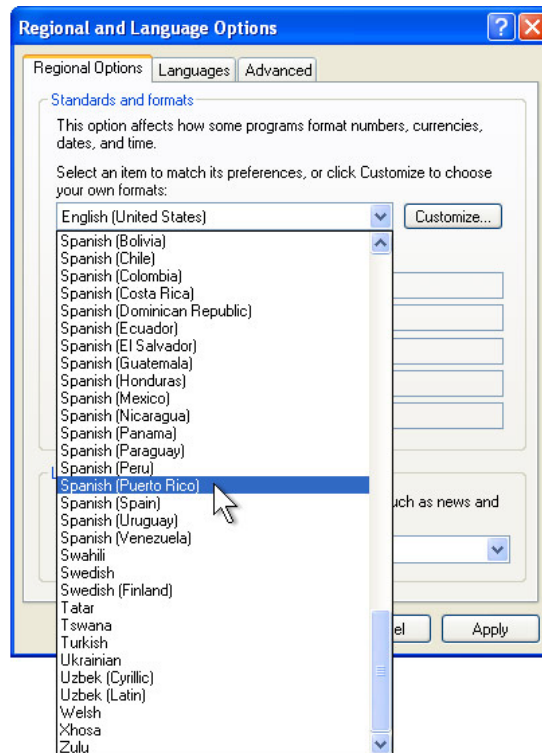 Regional and Language Options
Regional Options Languages Advanced
Standards and formats
This option affects how some programs format numbers, currencies,
dates, and time.
Select an item to match its preferences, or click Customize to choose
your own formats:
English (United States) Customize...
Spanish (Bolivia)
Spanish (Chile)
Spanish (Colombia)
Spanish (Costa Rica)
Spanish (Dominican Republic)
Spanish (Ecuador)
Spanish (El Salvador)
Spanish (Guatemala)
Spanish (Honduras)
Spanish (Mexico)
Spanish (Nicaragua)
Spanish (Panama)
Spanish (Paraguay)
Spanish (Peru)
Spanish (Puerto Rico)
Spanish (Spain) uch as news and
Spanish (Uruguay)
Spanish (Venezuela)
Swahili
Swedish
Swedish (Finland)
Tatar
Tswana el Apply
Turkish
Ukrainian
Uzbek (Cyrillic)
Uzbek (Latin)
Welsh
Xhosa
Zulu